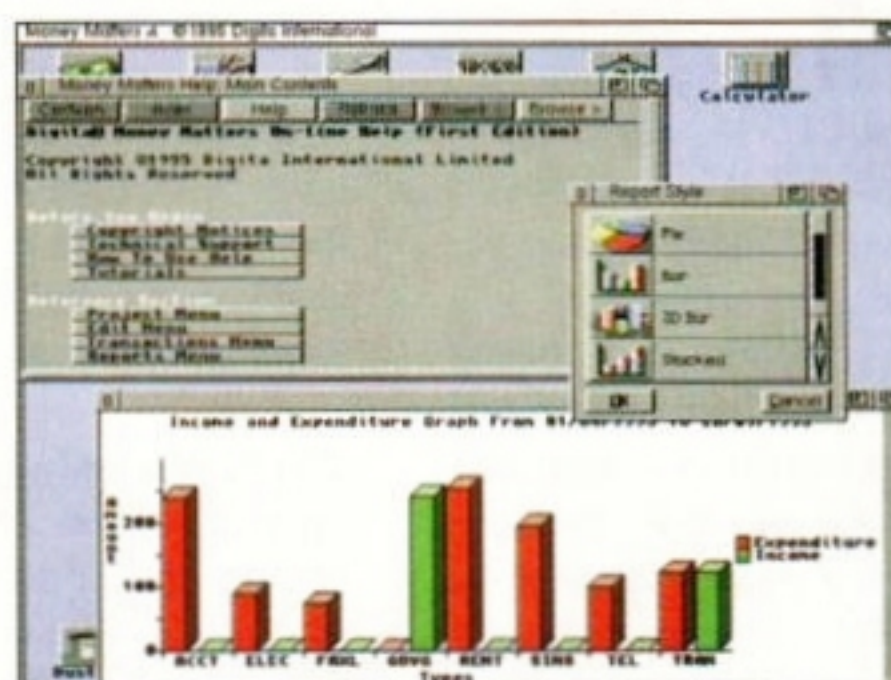 Money Matters 4 ©1995 Digita International
Calculator
Money Matters Help: Main Contents
Contents
Index
Help
Retrace
Browse <
Browse >
Digita® Money Matters On-line Help (First Edition)
Copyright ©1995 Digita International Limited
All Rights Reserved
Before You Begin
Copyright Notices
Technical Support
How To Use Help
Tutorials
Reference Section
Project Menu
Edit Menu
Transactions Menu
Reports Menu
Report Style
Pie
Bar
3D Bar
Stacked
OK
Cancel
Income and Expenditure Graph From
200
100
0
Expenditure
Income
ACCT ELEC RENT TEL
Types
Dust